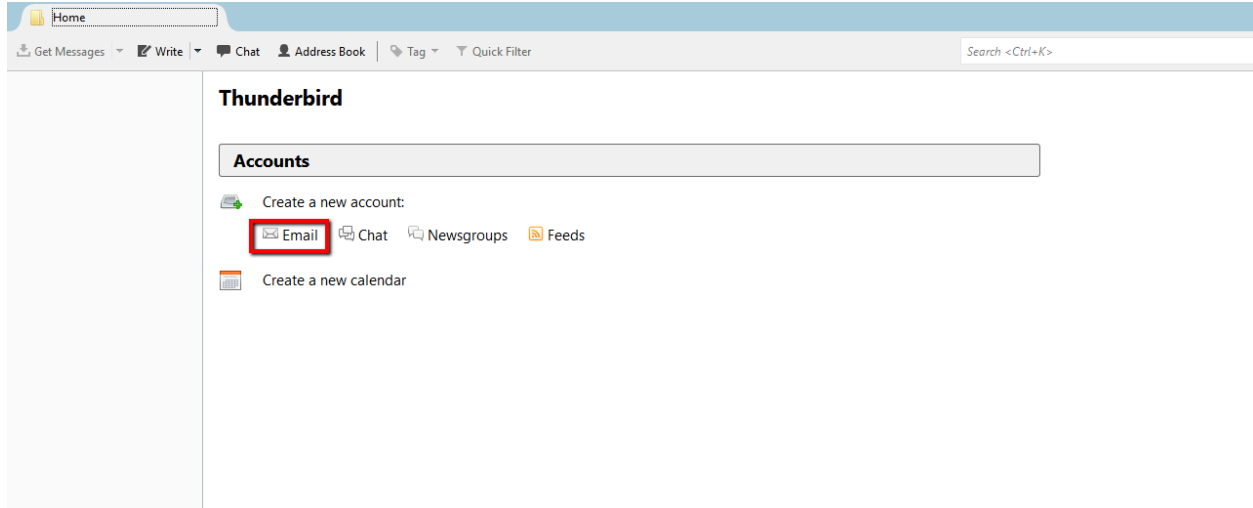 Home
Get Messages Write Chat Address Book Tag Quick Filter Search <Ctrl+K>
Thunderbird
Accounts
Create a new account:
Email Chat Newsgroups Feeds
Create a new calendar